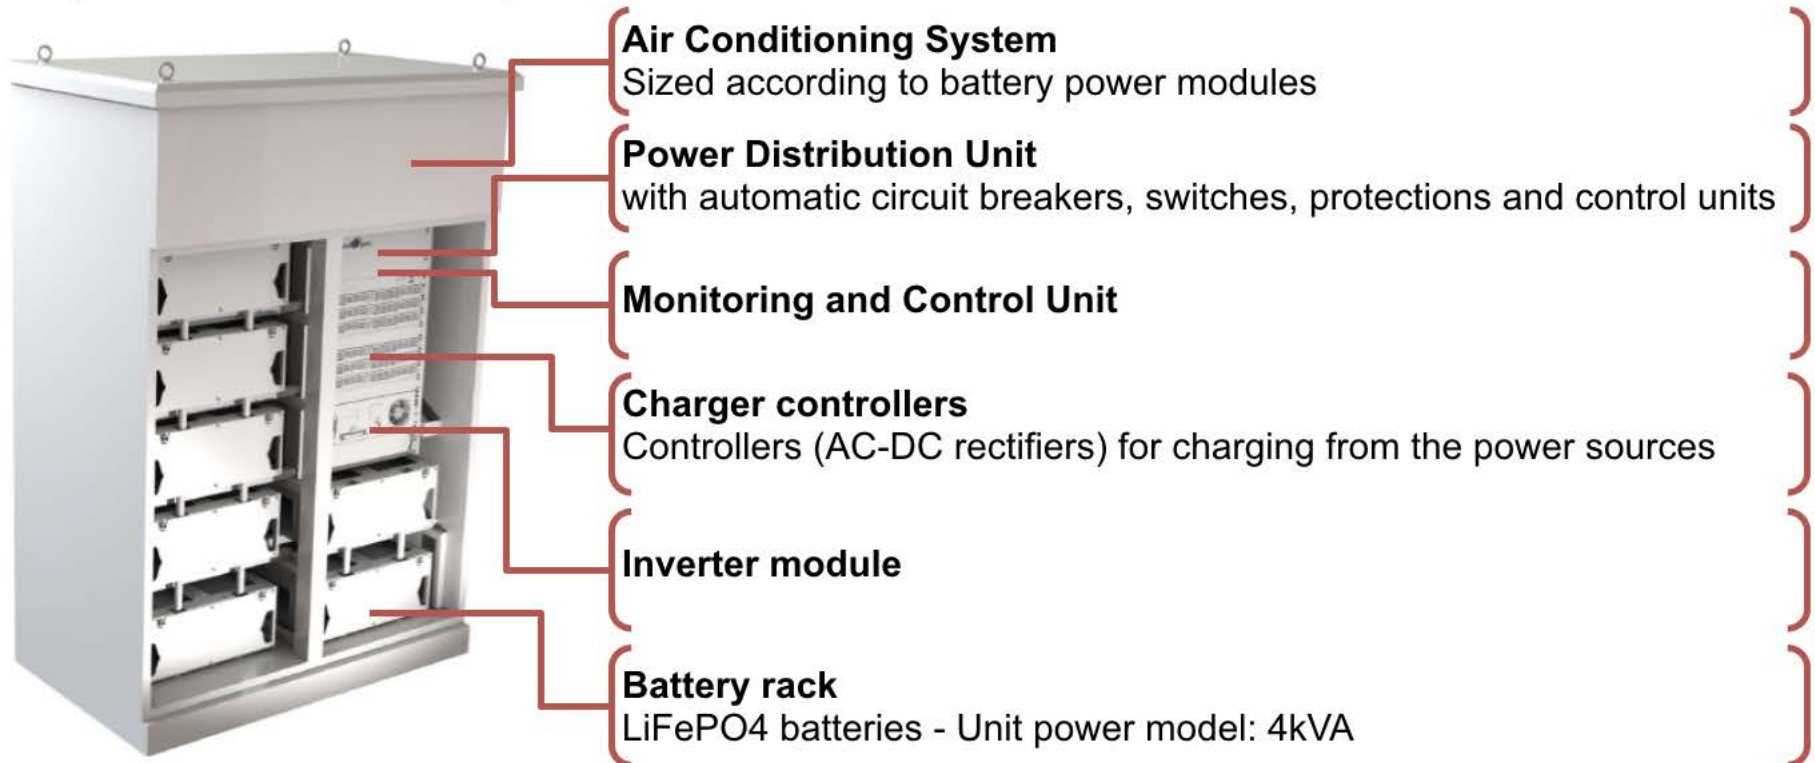 Air Conditioning System
Sized according to battery power modules
Power Distribution Unit
with automatic circuit breakers, switches, protections and control units
Monitoring and Control Unit
Charger controllers
Controllers (AC-DC rectifiers) for charging from the power sources
Inverter module
Battery rack
LiFePO4 batteries - Unit power model: 4kVA